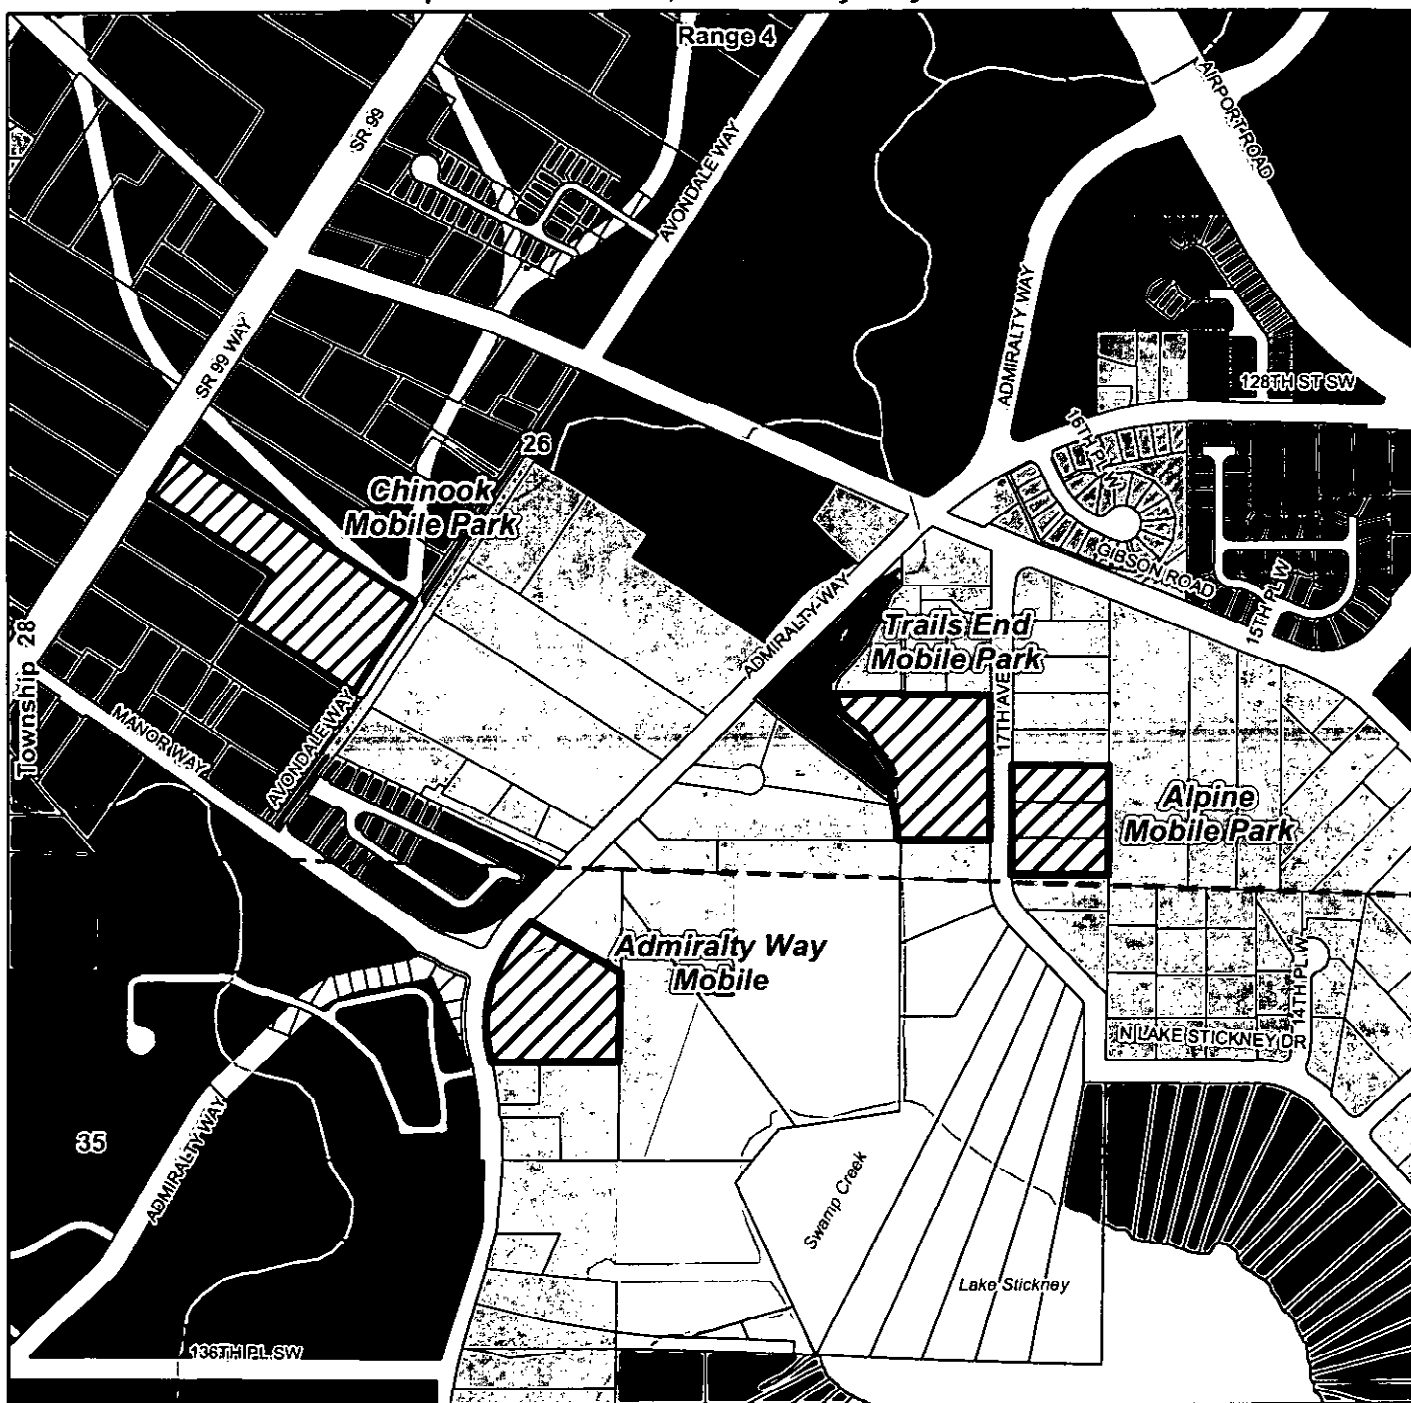 Range 4
SR 99
AVONDALE WAY
AIRPORT ROAD
ADMIRALTY WAY
SR 99 WAY
128TH ST SW
16TH PL W
26
Chinook
Mobile Park
GIBSON ROAD
15TH PL W
ADMIRALTY WAY
Trails End
Mobile Park
17TH AVE
Township 28
MANOR WAY
AVONDALE WAY
Alpine
Mobile Park
Admiralty Way
Mobile
14TH PL W
N LAKE STICKNEY DR
35
ADMIRALTY WAY
Swamp Creek
Lake Stickney
136TH PL SW